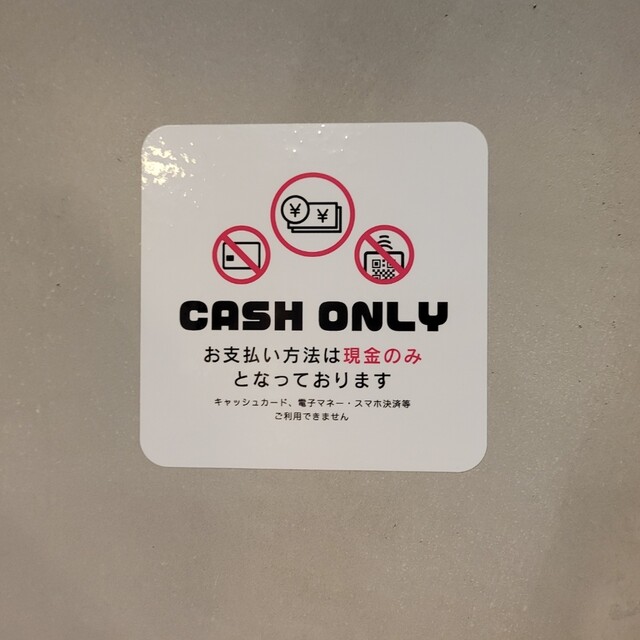 ¥ ¥
CASH ONLY
お支払い方法は現金のみ
となっております
キャッシュカード、電子マネー・スマホ決済等
ご利用できません